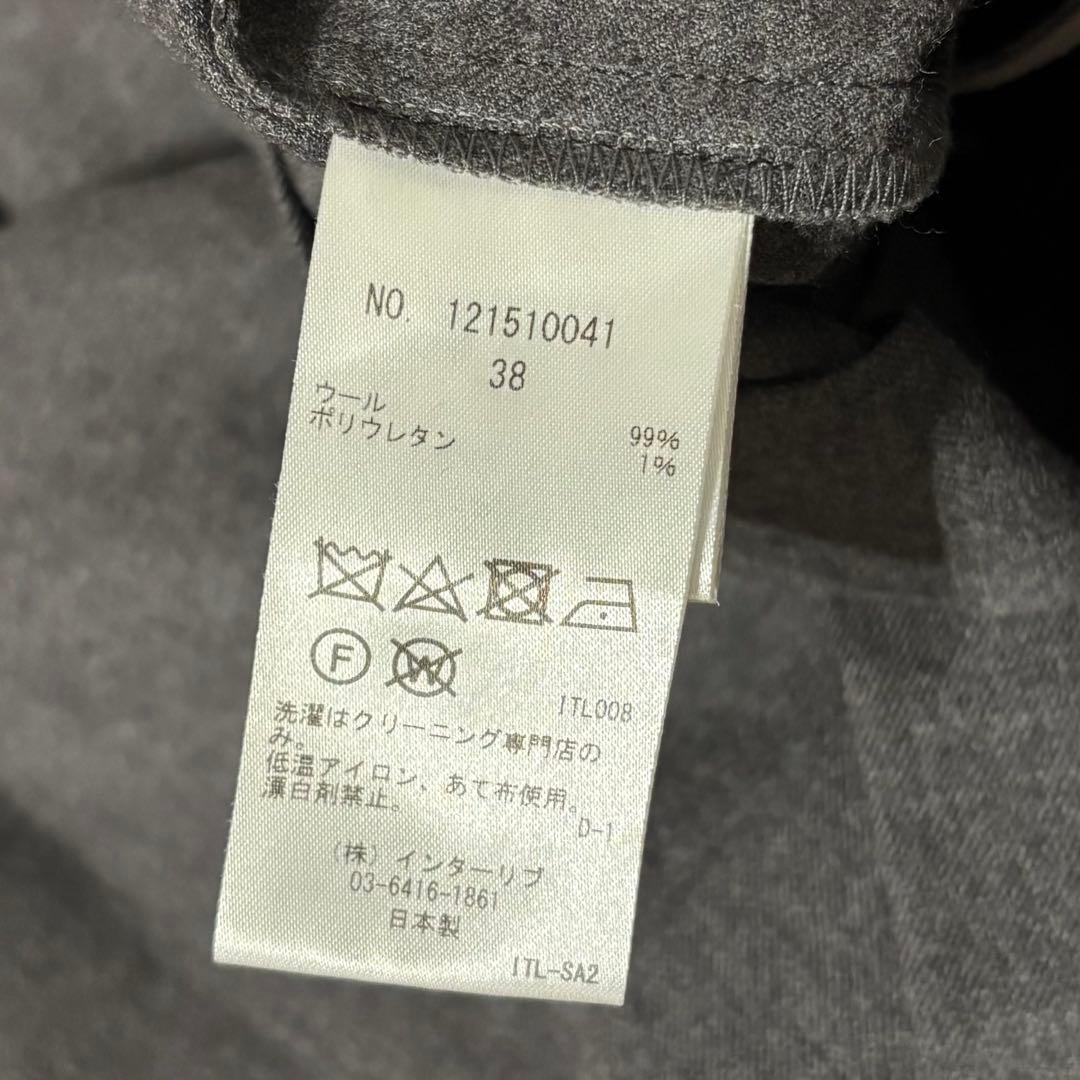 NO. 121510041
38
ウール 99%
ポリウレタン 1%
F W
ITL008
洗濯はクリーニング専門店の
み。
低温アイロン、あて布使用。
漂白剤禁止。
D-1
(株)インターリブ
03-6416-1861
日本製
ITL-SA2